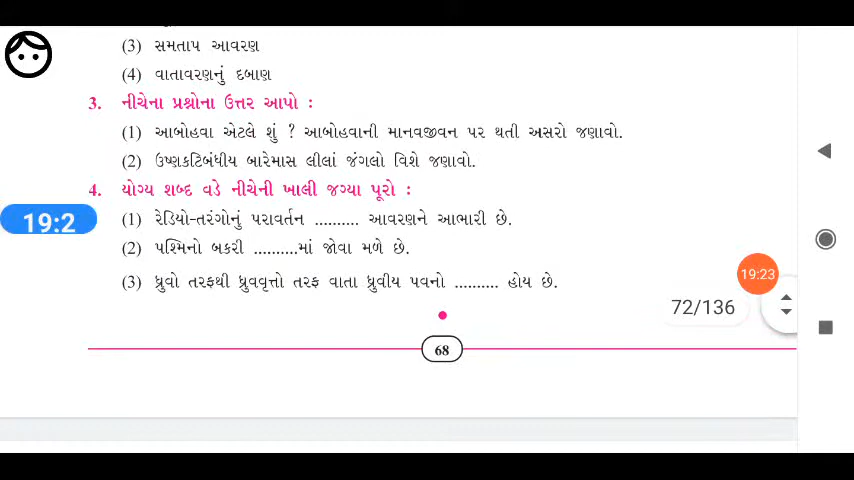 (3) સમતાપ આવરણ
(4) વાતાવરણનું દબાણ
3. નીચેના પ્રશ્નોના ઉત્તર આપો :
(1) આબોહવા એટલે શું ? આબોહવાની માનવજીવન પર થતી અસરો જણાવો.
(2) ઉષ્ણકટિબંધીય બારેમાસ લીલાં જંગલો વિશે જણાવો.
4. યોગ્ય શબ્દ વડે નીચેની ખાલી જગ્યા પૂરો :
(1) રેડિયો-તરંગોનું પરાવર્તન .......... આવરણને આભારી છે.
19:2
(2) પશ્મિનો બકરી ..........માં જોવા મળે છે.
(3) ધ્રુવો તરફથી ધ્રુવવૃત્તો તરફ વાતા ધ્રુવીય પવનો .......... હોય છે.
19:23
72/136
68